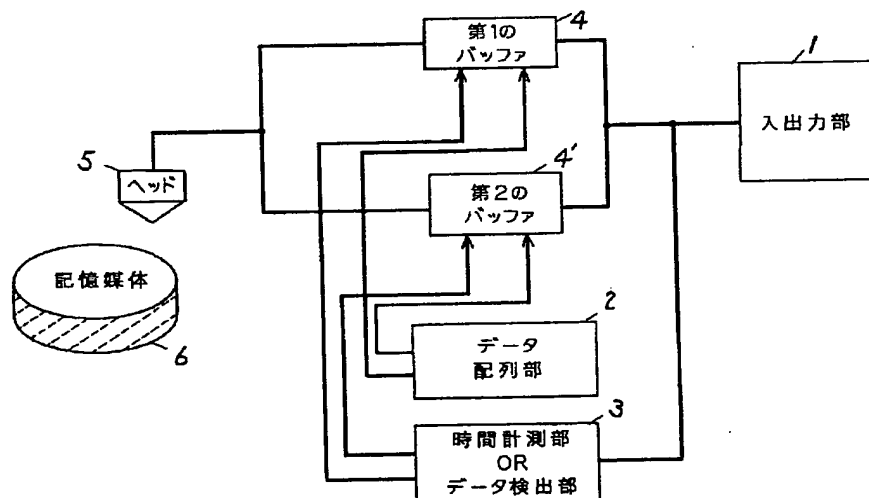 4
第1の
バッファ
1
入出力部
5
ヘッド
4'
第2の
バッファ
記憶媒体
6
2
データ
配列部
3
時間計測部
OR
データ検出部